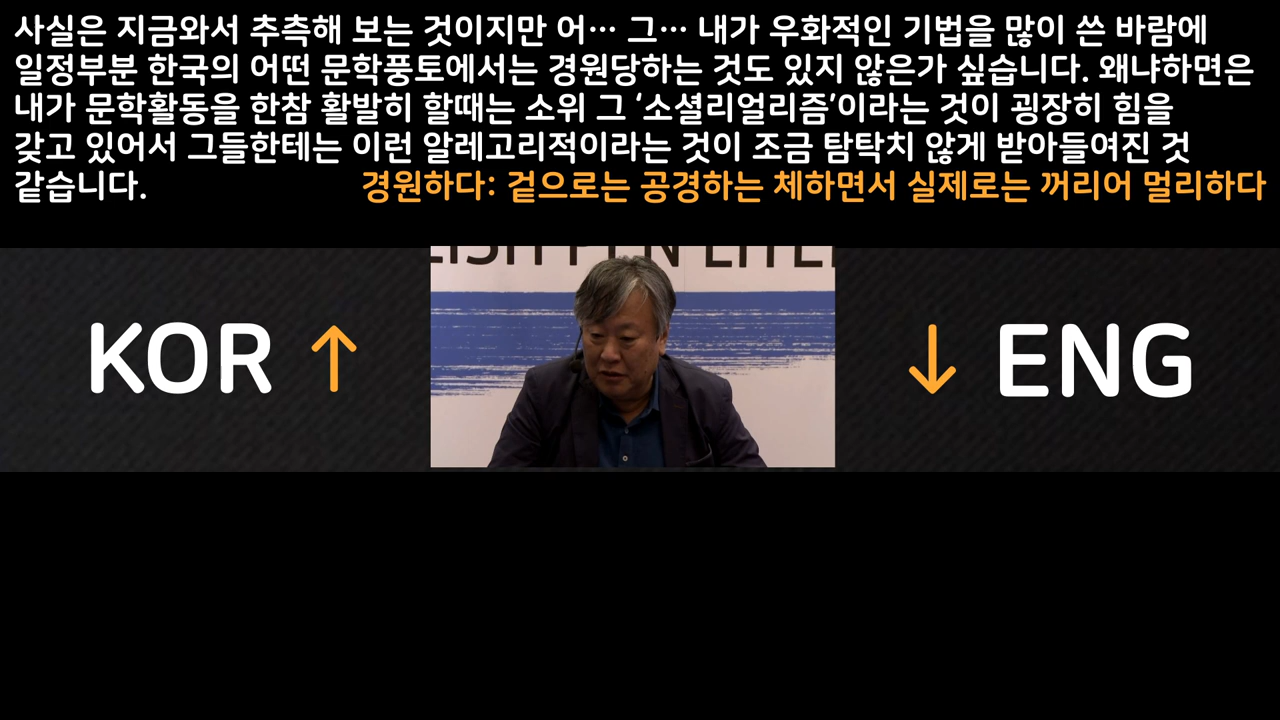 사실은 지금와서 추측해 보는 것이지만 어… 그… 내가 우화적인 기법을 많이 쓴 바람에
일정부분 한국의 어떤 문학풍토에서는 경원당하는 것도 있지 않은가 싶습니다. 왜냐하면은
내가 문학활동을 한참 활발히 할때는 소위 그 ‘소셜리얼리즘’이라는 것이 굉장히 힘을
갖고 있어서 그들한테는 이런 알레고리적이라는 것이 조금 탐탁치 않게 받아들여진 것
같습니다. 경원하다: 겉으로는 공경하는 체하면서 실제로는 꺼리어 멀리하다
PEN
KOR ↑ ↓ ENG